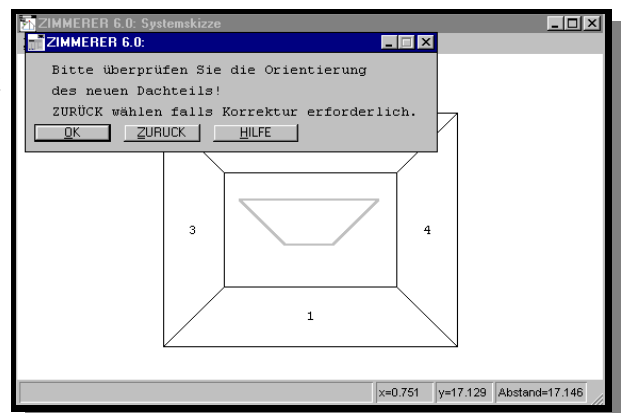 ZIMMERER 6.0: Systemskizze
ZIMMERER 6.0:
Bitte überprüfen Sie die Orientierung
des neuen Dachteils!
ZURÜCK wählen falls Korrektur erforderlich.
OK ZURUCK HILFE
3 4
1
x=0.751 y=17.129 Abstand=17.146